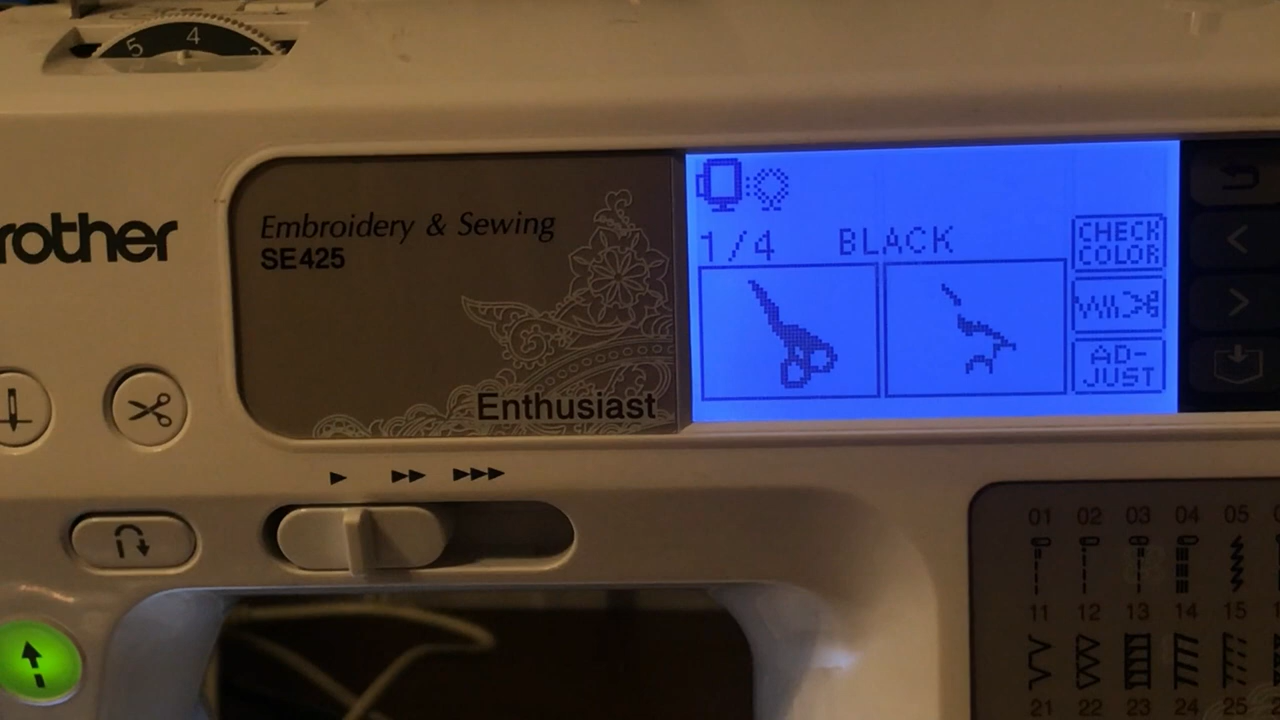 5 4
rother
Embroidery & Sewing
SE425
Enthusiast
1/4 BLACK
CHECK
COLOR
AD-
JUST
01 02 03 04 05
11 12 13 14 15
21 22 23 24 25